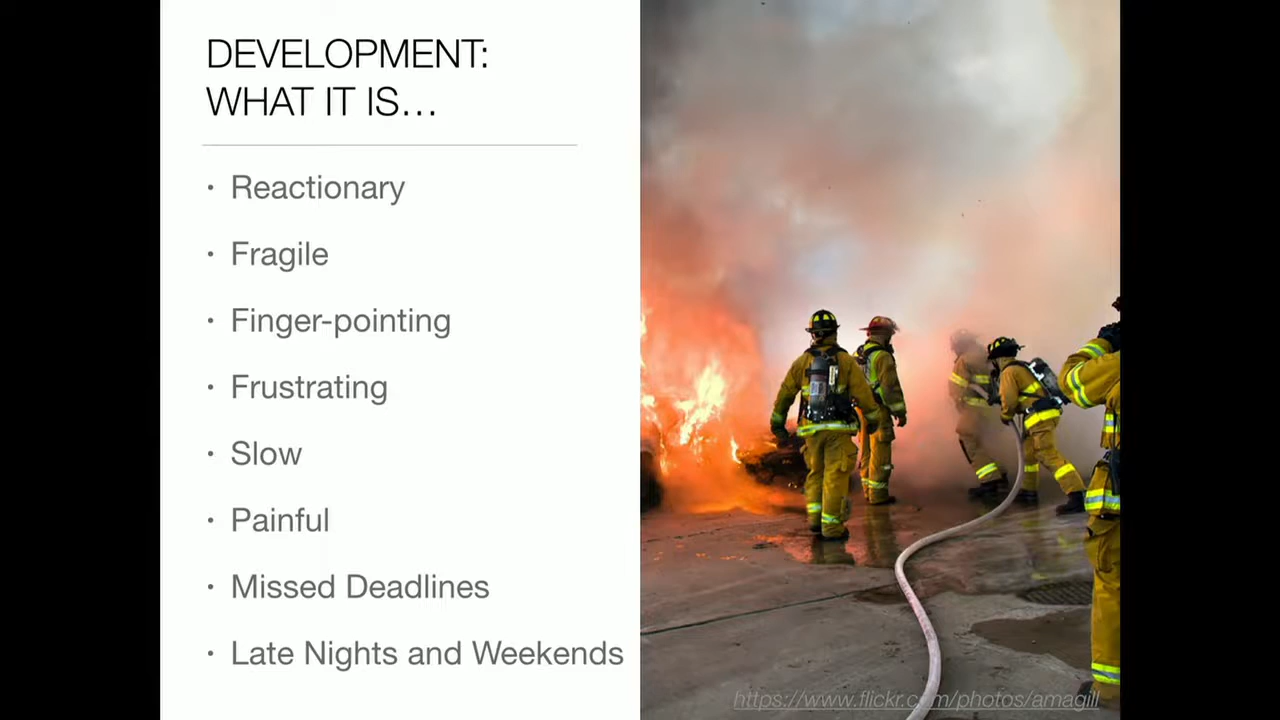 DEVELOPMENT:
WHAT IT IS…
• Reactionary
• Fragile
• Finger-pointing
• Frustrating
• Slow
• Painful
• Missed Deadlines
• Late Nights and Weekends
https://www.flickr.com/photos/amagill